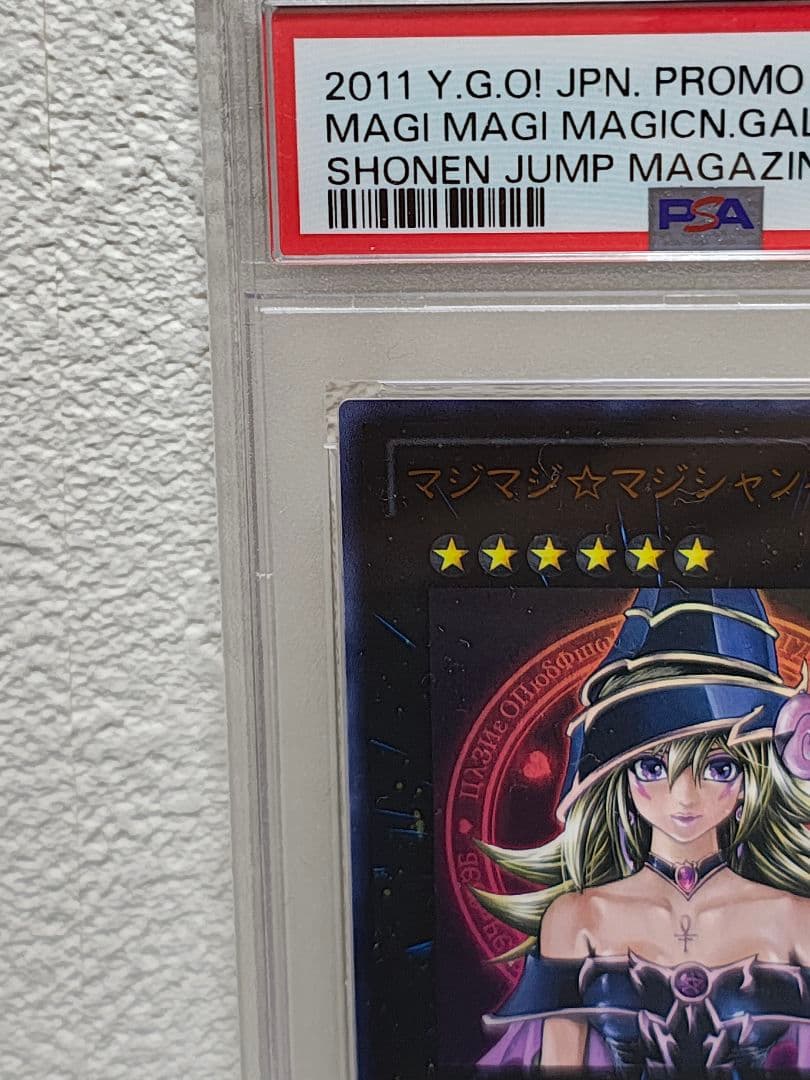 2011 Y.G.O! JPN. PROMO
MAGI MAGI MAGICN.GAL
SHONEN JUMP MAGAZIN
PSA
マジマジ☆マジシャン